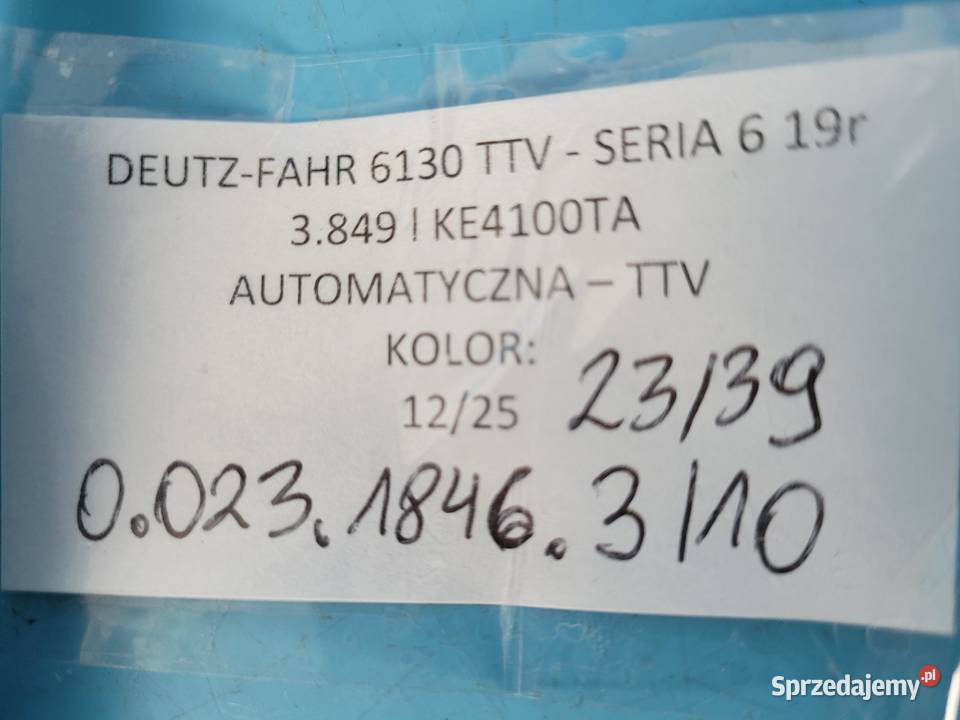 DEUTZ-FAHR 6130 TTV - SERIA 6 19r
3.849 l KE4100TA
AUTOMATYCZNA – TTV
KOLOR:
12/25 23/39
0.023.1846.3/10
Sprzedajemy.pl